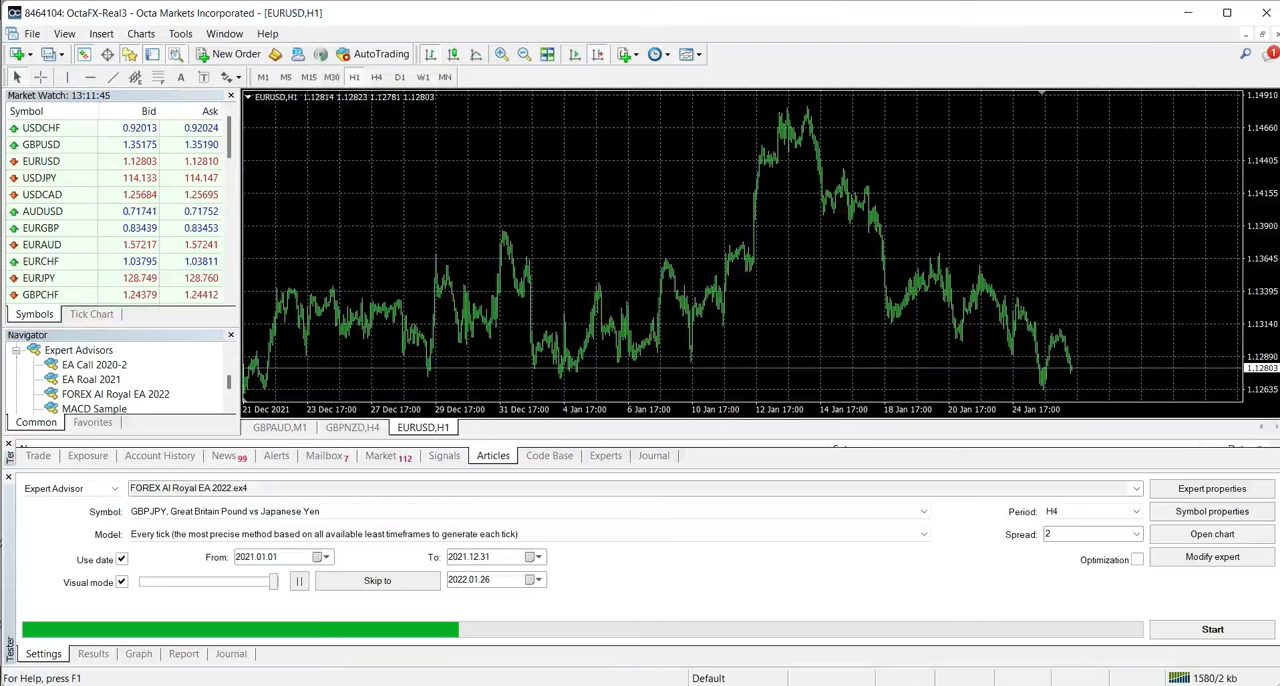 8464104: OctaFX-Real3 - Octa Markets Incorporated - [EURUSD,H1]
File View Insert Charts Tools Window Help
New Order AutoTrading 1
A T M1 M5 M15 M30 H1 H4 D1 W1 MN
Market Watch: 13:11:45
Symbol Bid Ask
USDCHF 0.92013 0.92024
GBPUSD 1.35175 1.35190
EURUSD 1.12803 1.12810
USDJPY 114.133 114.147
USDCAD 1.25684 1.25695
AUDUSD 0.71741 0.71752
EURGBP 0.83439 0.83453
EURAUD 1.57217 1.57241
EURCHF 1.03795 1.03811
EURJPY 128.749 128.760
GBPCHF 1.24379 1.24412
Symbols Tick Chart
Navigator
Expert Advisors
EA Call 2020-2
EA Roal 2021
FOREX AI Royal EA 2022
MACD Sample
Common Favorites
EURUSD,H1 1.12814 1.12823 1.12781 1.12803
1.14910
1.14660
1.14405
1.14155
1.13900
1.13645
1.13395
1.13140
1.12890
1.12803
1.12635
21 Dec 2021 23 Dec 17:00 27 Dec 17:00 29 Dec 17:00 31 Dec 17:00 4 Jan 17:00 6 Jan 17:00 10 Jan 17:00 12 Jan 17:00 14 Jan 17:00 18 Jan 17:00 20 Jan 17:00 24 Jan 17:00
GBPAUD,M1 GBPNZD,H4 EURUSD,H1
Trade Exposure Account History News 99 Alerts Mailbox 7 Market 112 Signals Articles Code Base Experts Journal
Expert Advisor FOREX AI Royal EA 2022.ex4 Expert properties
Symbol: GBPJPY, Great Britain Pound vs Japanese Yen Period: H4 Symbol properties
Model: Every tick (the most precise method based on all available least timeframes to generate each tick) Spread: 2 Open chart
Use date From: 2021.01.01 To: 2021.12.31 Optimization Modify expert
Visual mode Skip to 2022.01.26
Start
Tester
Settings Results Graph Report Journal
For Help, press F1 Default 1580/2 kb